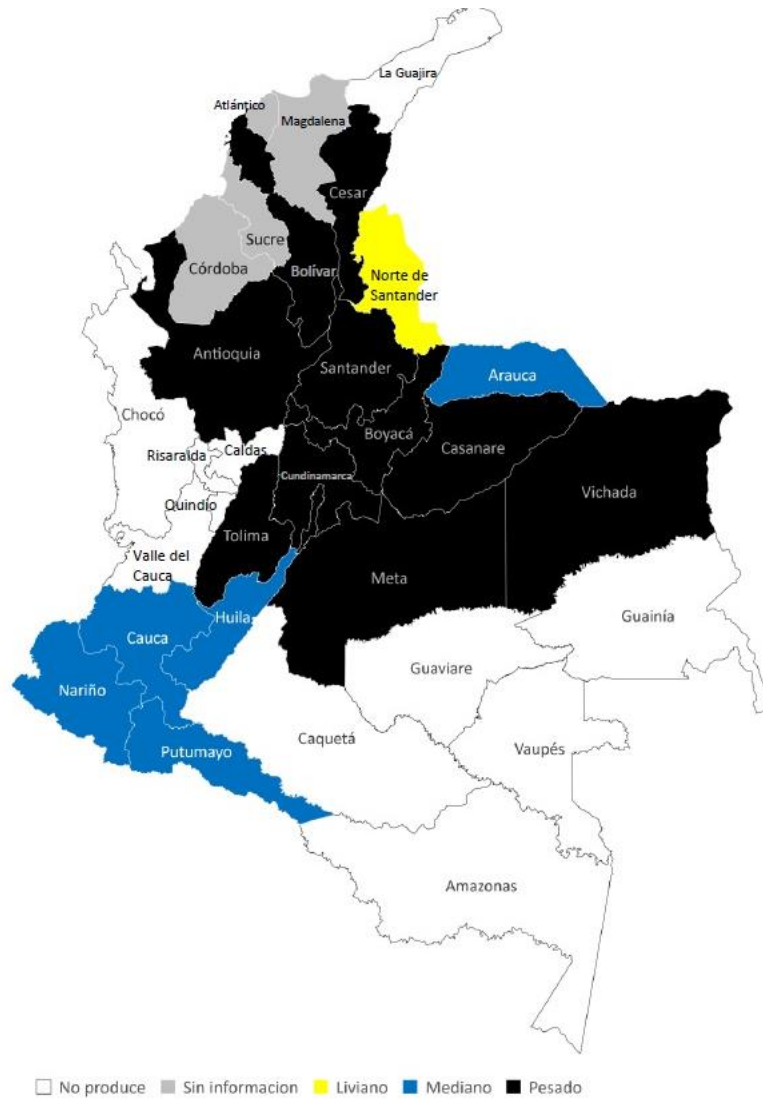 La Guajira
Atlántico
Magdalena
Cesar
Sucre
Córdoba
Bolívar
Norte de
Santander
Antioquia
Santander
Arauca
Chocó
Boyacá
Casanare
Risaralda
Caldas
Cundinamarca
Vichada
Quindío
Tolima
Valle del
Cauca
Meta
Huila
Guainía
Cauca
Guaviare
Nariño
Caquetá
Vaupés
Putumayo
Amazonas
No produce Sin informacion Liviano Mediano Pesado